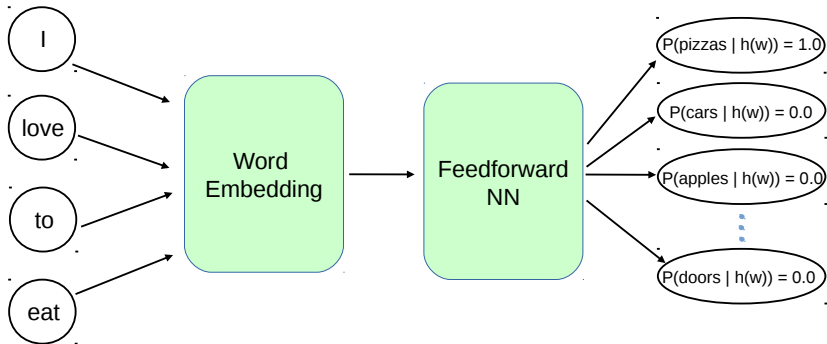 I
love
to
eat
Word
Embedding
Feedforward
NN
P(pizzas | h(w)) = 1.0
P(cars | h(w)) = 0.0
P(apples | h(w)) = 0.0
P(doors | h(w)) = 0.0